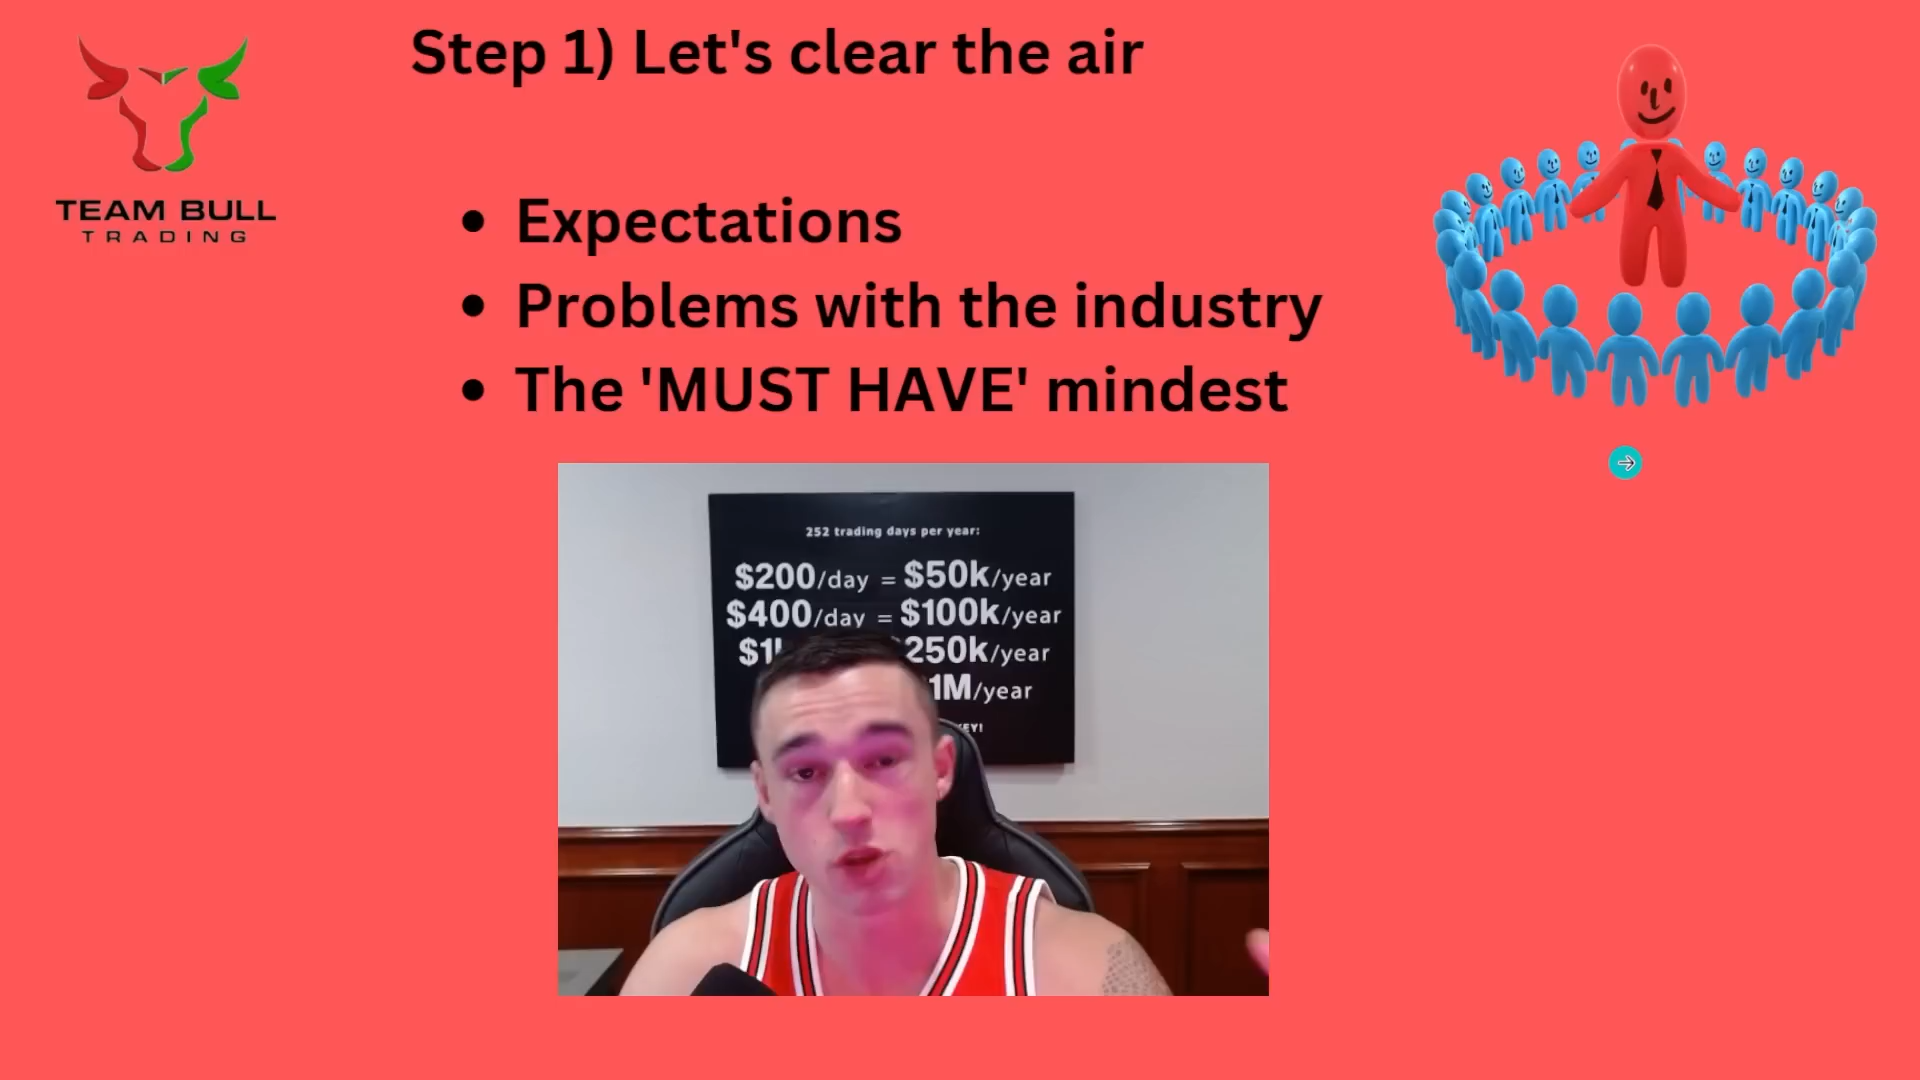 Step 1) Let's clear the air
TEAM BULL
TRADING
• Expectations
• Problems with the industry
• The 'MUST HAVE' mindest
252 trading days per year:
$200/day = $50k/year
$400/day = $100k/year
250k/year
1M/year